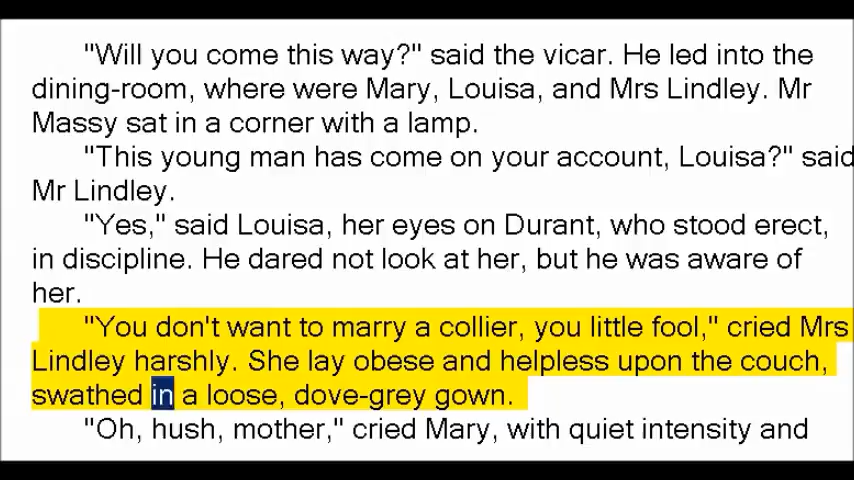 "Will you come this way?" said the vicar. He led into the
dining-room, where were Mary, Louisa, and Mrs Lindley. Mr
Massy sat in a corner with a lamp.
"This young man has come on your account, Louisa?" said
Mr Lindley.
"Yes," said Louisa, her eyes on Durant, who stood erect,
in discipline. He dared not look at her, but he was aware of
her.
"You don't want to marry a collier, you little fool," cried Mrs
Lindley harshly. She lay obese and helpless upon the couch,
swathed in a loose, dove-grey gown.
"Oh, hush, mother," cried Mary, with quiet intensity and